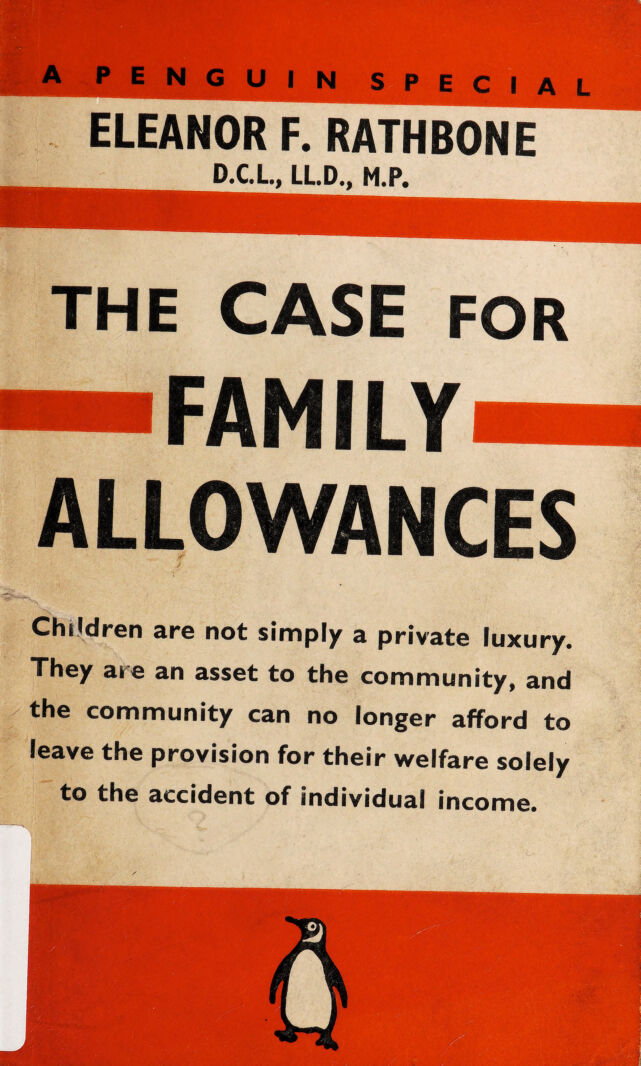 A PENGUIN SPECIAL
ELEANOR F. RATHBONE
D.C.L., LL.D., M.P.
THE CASE FOR
FAMILY
ALLOWANCES
Children are not simply a private luxury.
They are an asset to the community, and
the community can no longer afford to
leave the provision for their welfare solely
to the accident of individual income.
?